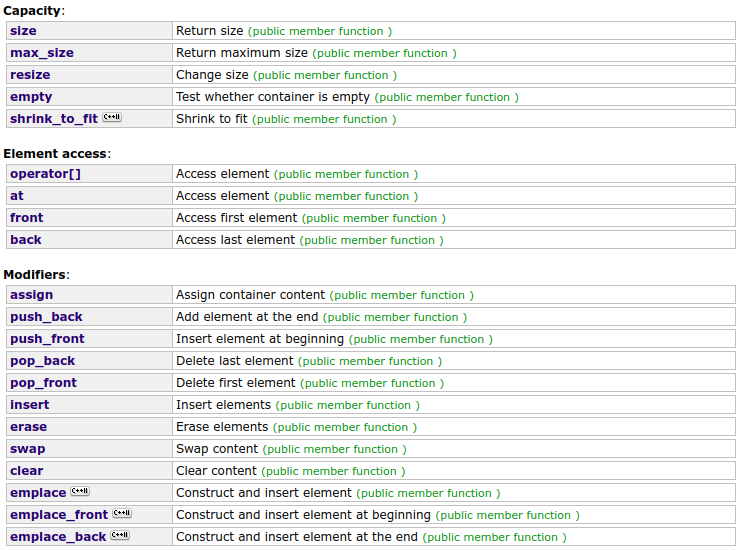 Capacity:
size Return size (public member function )
max_size Return maximum size (public member function )
resize Change size (public member function )
empty Test whether container is empty (public member function )
shrink_to_fit C++11 Shrink to fit (public member function )
Element access:
operator[] Access element (public member function )
at Access element (public member function )
front Access first element (public member function )
back Access last element (public member function )
Modifiers:
assign Assign container content (public member function )
push_back Add element at the end (public member function )
push_front Insert element at beginning (public member function )
pop_back Delete last element (public member function )
pop_front Delete first element (public member function )
insert Insert elements (public member function )
erase Erase elements (public member function )
swap Swap content (public member function )
clear Clear content (public member function )
emplace C++11 Construct and insert element (public member function )
emplace_front C++11 Construct and insert element at beginning (public member function )
emplace_back C++11 Construct and insert element at the end (public member function )